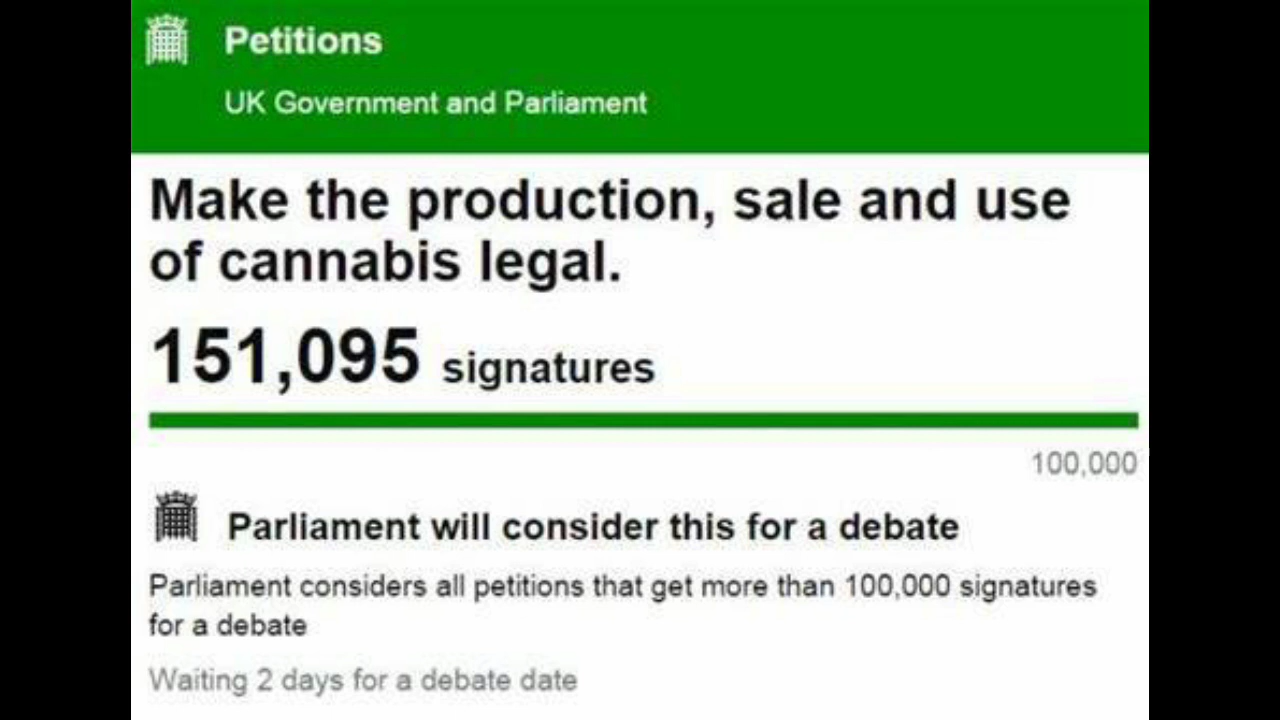 Petitions
UK Government and Parliament
Make the production, sale and use
of cannabis legal.
151,095 signatures
100,000
Parliament will consider this for a debate
Parliament considers all petitions that get more than 100,000 signatures
for a debate
Waiting 2 days for a debate date